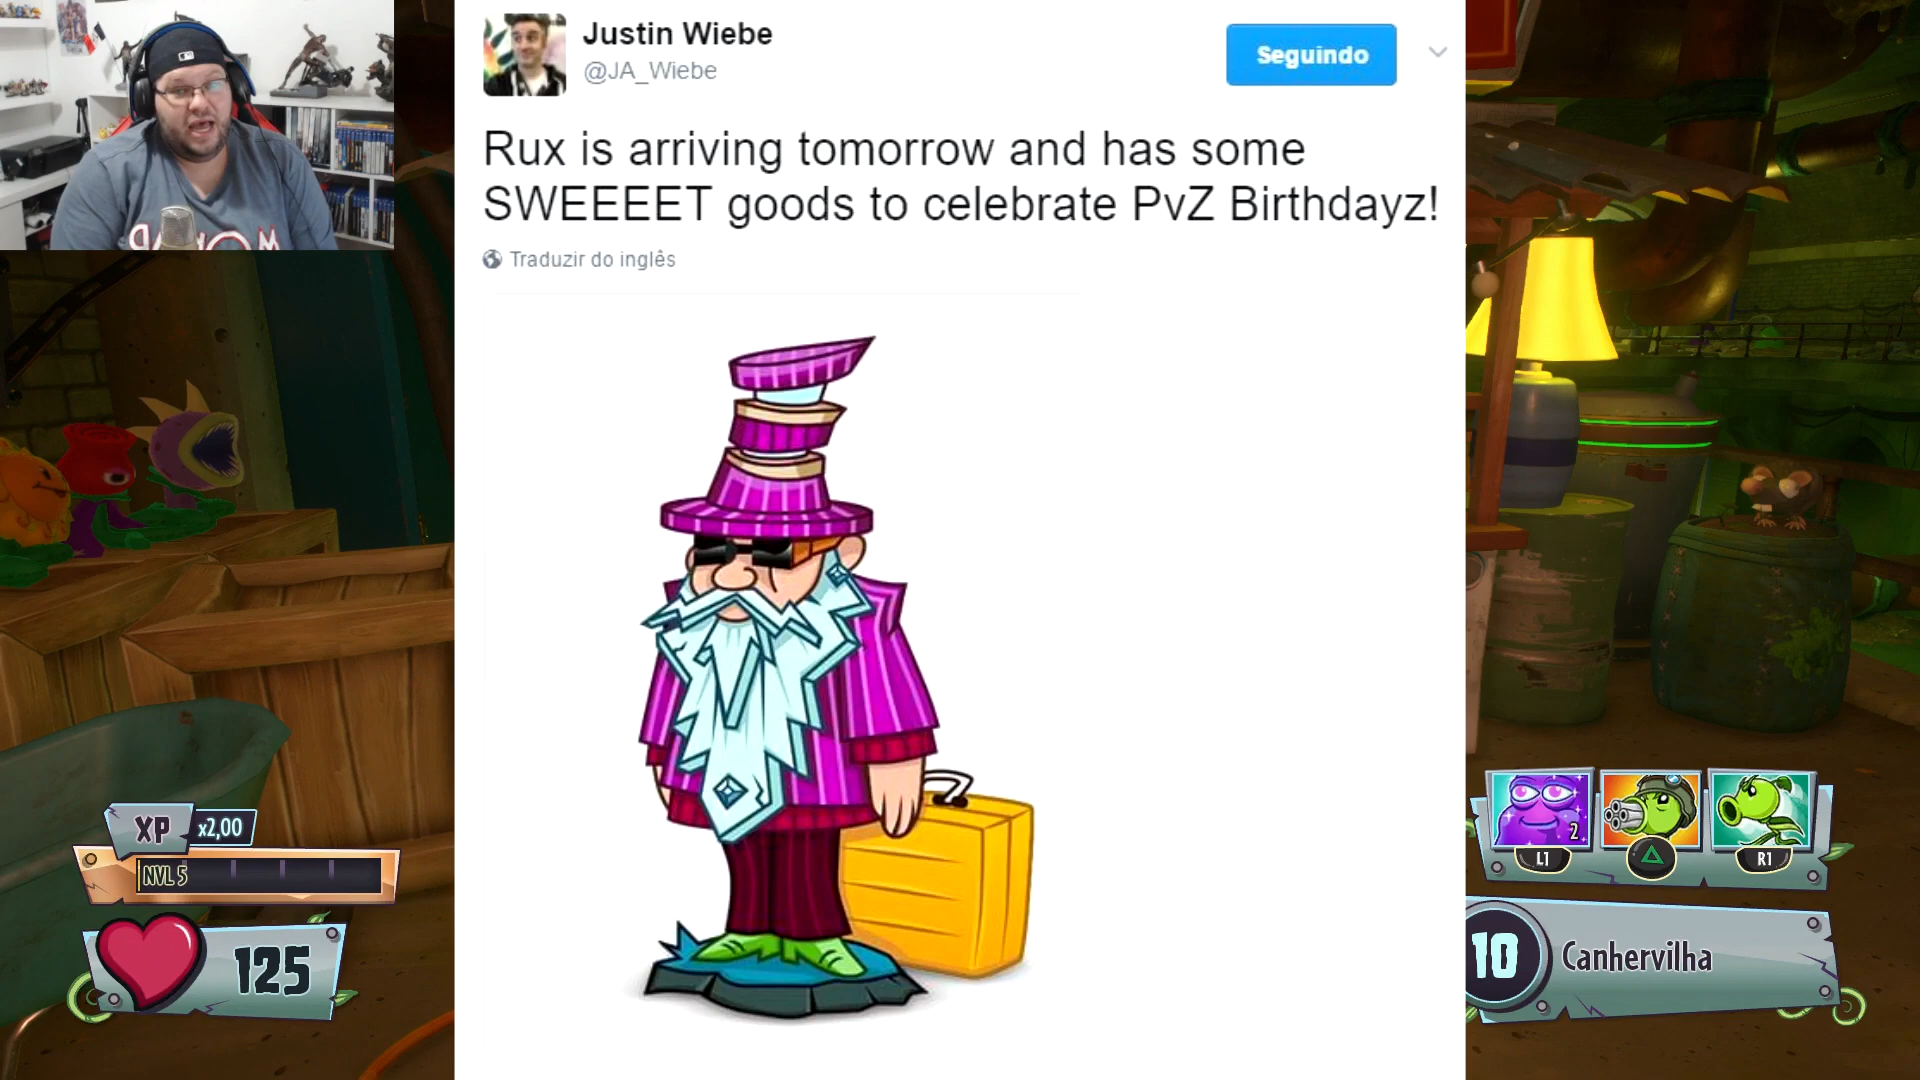 Justin Wiebe
@JA_Wiebe
Seguindo
Rux is arriving tomorrow and has some
SWEEEET goods to celebrate PvZ Birthdayz!
Traduzir do inglês
XP x2,00
NVL 5
125
2
L1
R1
10 Canhervilha